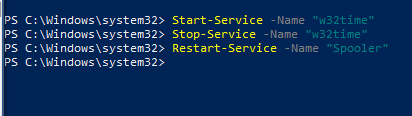 PS C:\Windows\system32> Start-Service -Name "w32time"
PS C:\Windows\system32> Stop-Service -Name "w32time"
PS C:\Windows\system32> Restart-Service -Name "Spooler"
PS C:\Windows\system32>